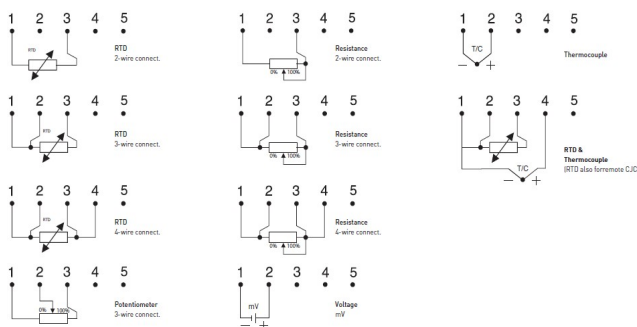 1 2 3 4 5
RTD
RTD
2-wire connect.
1 2 3 4 5
RTD
RTD
3-wire connect.
1 2 3 4 5
RTD
RTD
4-wire connect.
1 2 3 4 5
0% 100%
Potentiometer
3-wire connect.
1 2 3 4 5
Resistance
2-wire connect.
0% 100%
1 2 3 4 5
Resistance
3-wire connect.
0% 100%
1 2 3 4 5
Resistance
4-wire connect.
0% 100%
1 2 3 4 5
mV
Voltage
mV
— +
1 2 3 4 5
T/C
Thermocouple
— +
1 2 3 4 5
RTD &
Thermocouple
(RTD also forremote CJC
T/C
— +